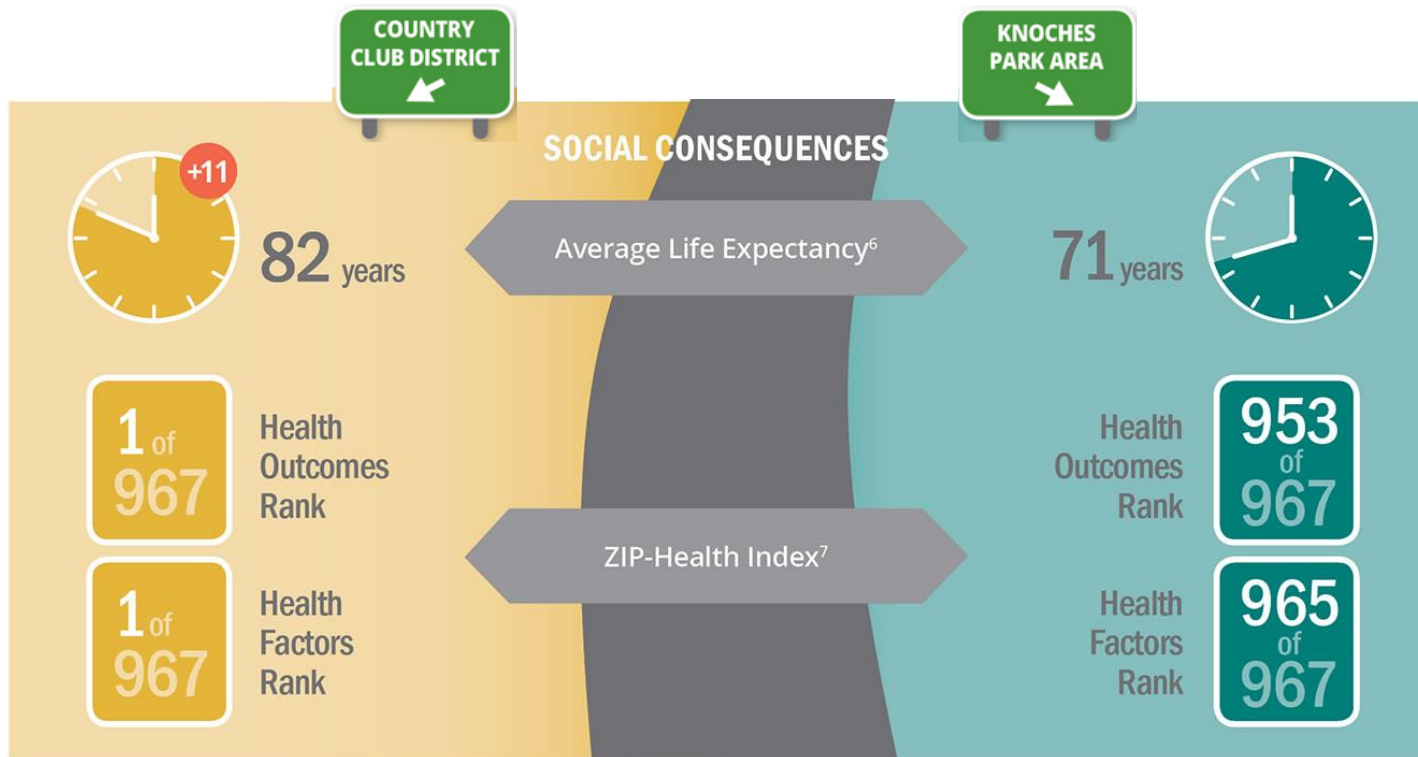 COUNTRY
CLUB DISTRICT
KNOCHES
PARK AREA
SOCIAL CONSEQUENCES
+11
82 years
Average Life Expectancy⁶
71 years
1 of
967
Health
Outcomes
Rank
Health
Outcomes
Rank
953
of
967
ZIP-Health Index⁷
1 of
967
Health
Factors
Rank
Health
Factors
Rank
965
of
967